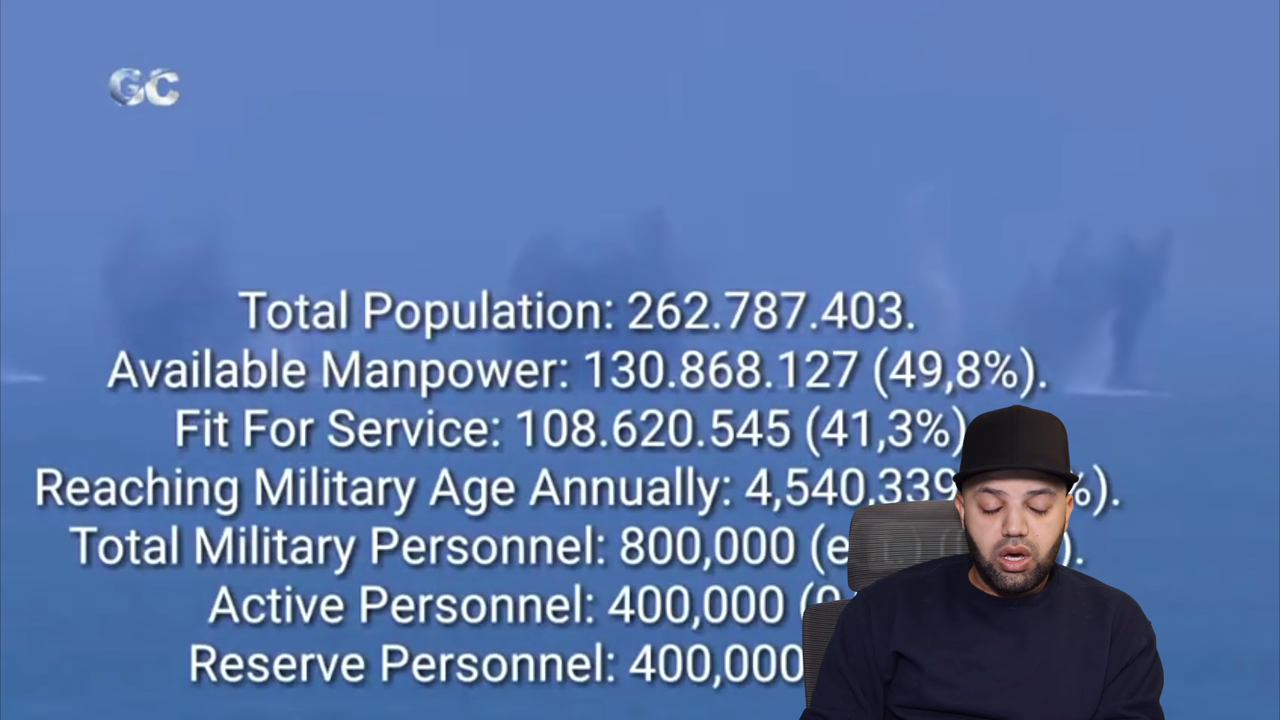 GC
Total Population: 262.787.403.
Available Manpower: 130.868.127 (49,8%).
Fit For Service: 108.620.545 (41,3%)
Reaching Military Age Annually: 4,540,339 %).
Total Military Personnel: 800,000 ).
Active Personnel: 400,000
Reserve Personnel: 400,000